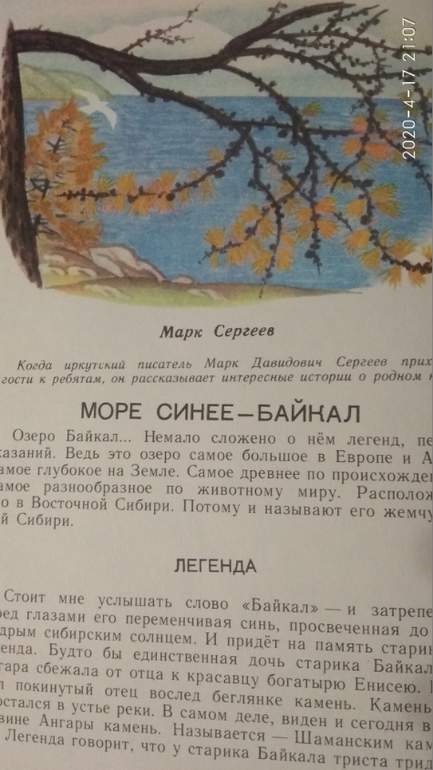 2020-4-17 21:07
Марк Сергеев
Когда иркутский писатель Марк Давидович Сергеев прих
гости к ребятам, он рассказывает интересные истории о родном
МОРЕ СИНЕЕ—БАЙКАЛ
Озеро Байкал... Немало сложено о нём легенд, пе
казаний. Ведь это озеро самое большое в Европе и А
амое глубокое на Земле. Самое древнее по происхожде
амое разнообразное по животному миру. Располож
о в Восточной Сибири. Потому и называют его жемчу
й Сибири.
ЛЕГЕНДА
Стоит мне услышать слово «Байкал» — и затрепе
ред глазами его переменчивая синь, просвеченная до
дрым сибирским солнцем. И придёт на память стари
генда. Будто бы единственная дочь старика Байкал
гара сбежала от отца к красавцу богатырю Енисею.
л покинутый отец вослед беглянке камень. Камень
остался в устье реки. В самом деле, виден и сегодня в
вине Ангары камень. Называется — Шаманским кам
Легенда говорит, что у старика Байкала триста трид